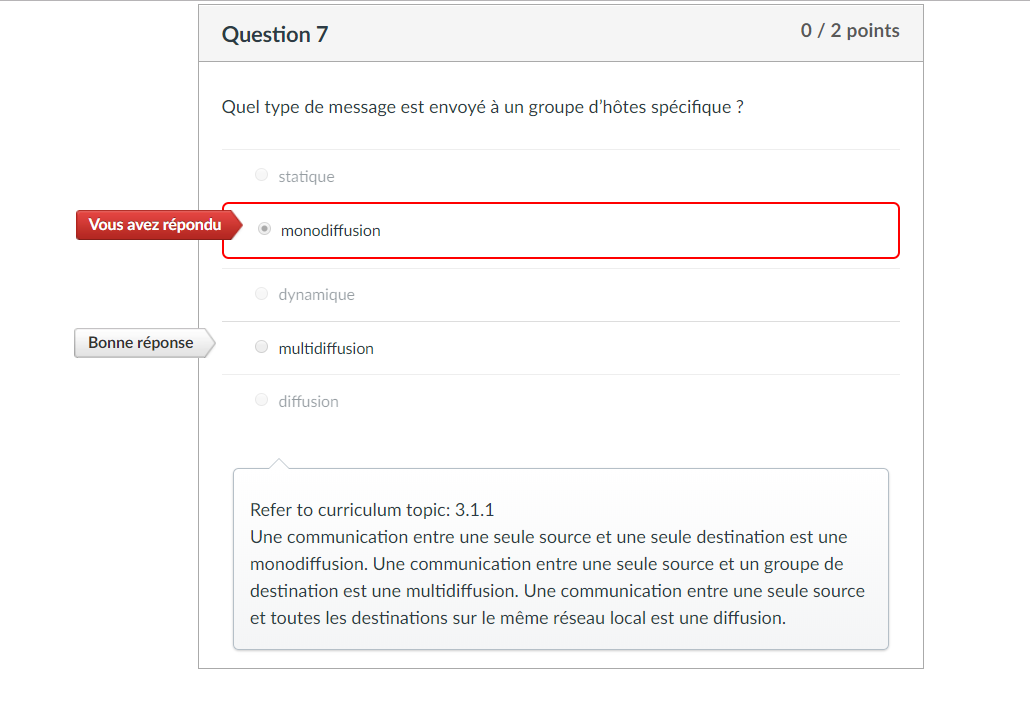 Question 7
0 / 2 points
Quel type de message est envoyé à un groupe d’hôtes spécifique ?
statique
Vous avez répondu
monodiffusion
dynamique
Bonne réponse
multidiffusion
diffusion
Refer to curriculum topic: 3.1.1
Une communication entre une seule source et une seule destination est une
monodiffusion. Une communication entre une seule source et un groupe de
destination est une multidiffusion. Une communication entre une seule source
et toutes les destinations sur le même réseau local est une diffusion.